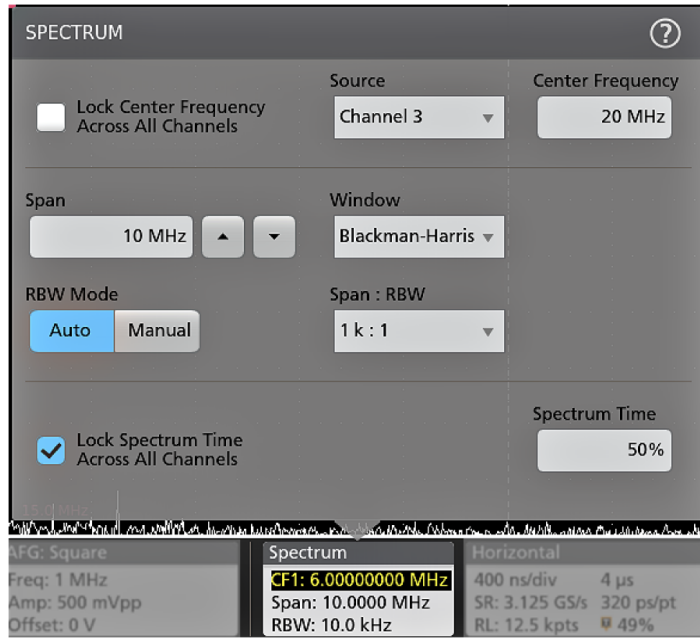 SPECTRUM
?
Source
Center Frequency
Lock Center Frequency
Across All Channels
Channel 3
20 MHz
Span
Window
10 MHz
Blackman-Harris
RBW Mode
Span : RBW
Auto
Manual
1 k : 1
Spectrum Time
Lock Spectrum Time
Across All Channels
50%
15.0 MHz
AFG: Square
Freq: 1 MHz
Amp: 500 mVpp
Offset: 0 V
Spectrum
CF1: 6.00000000 MHz
Span: 10.0000 MHz
RBW: 10.0 kHz
Horizontal
400 ns/div 4 µs
SR: 3.125 GS/s 320 ps/pt
RL: 12.5 kpts 49%